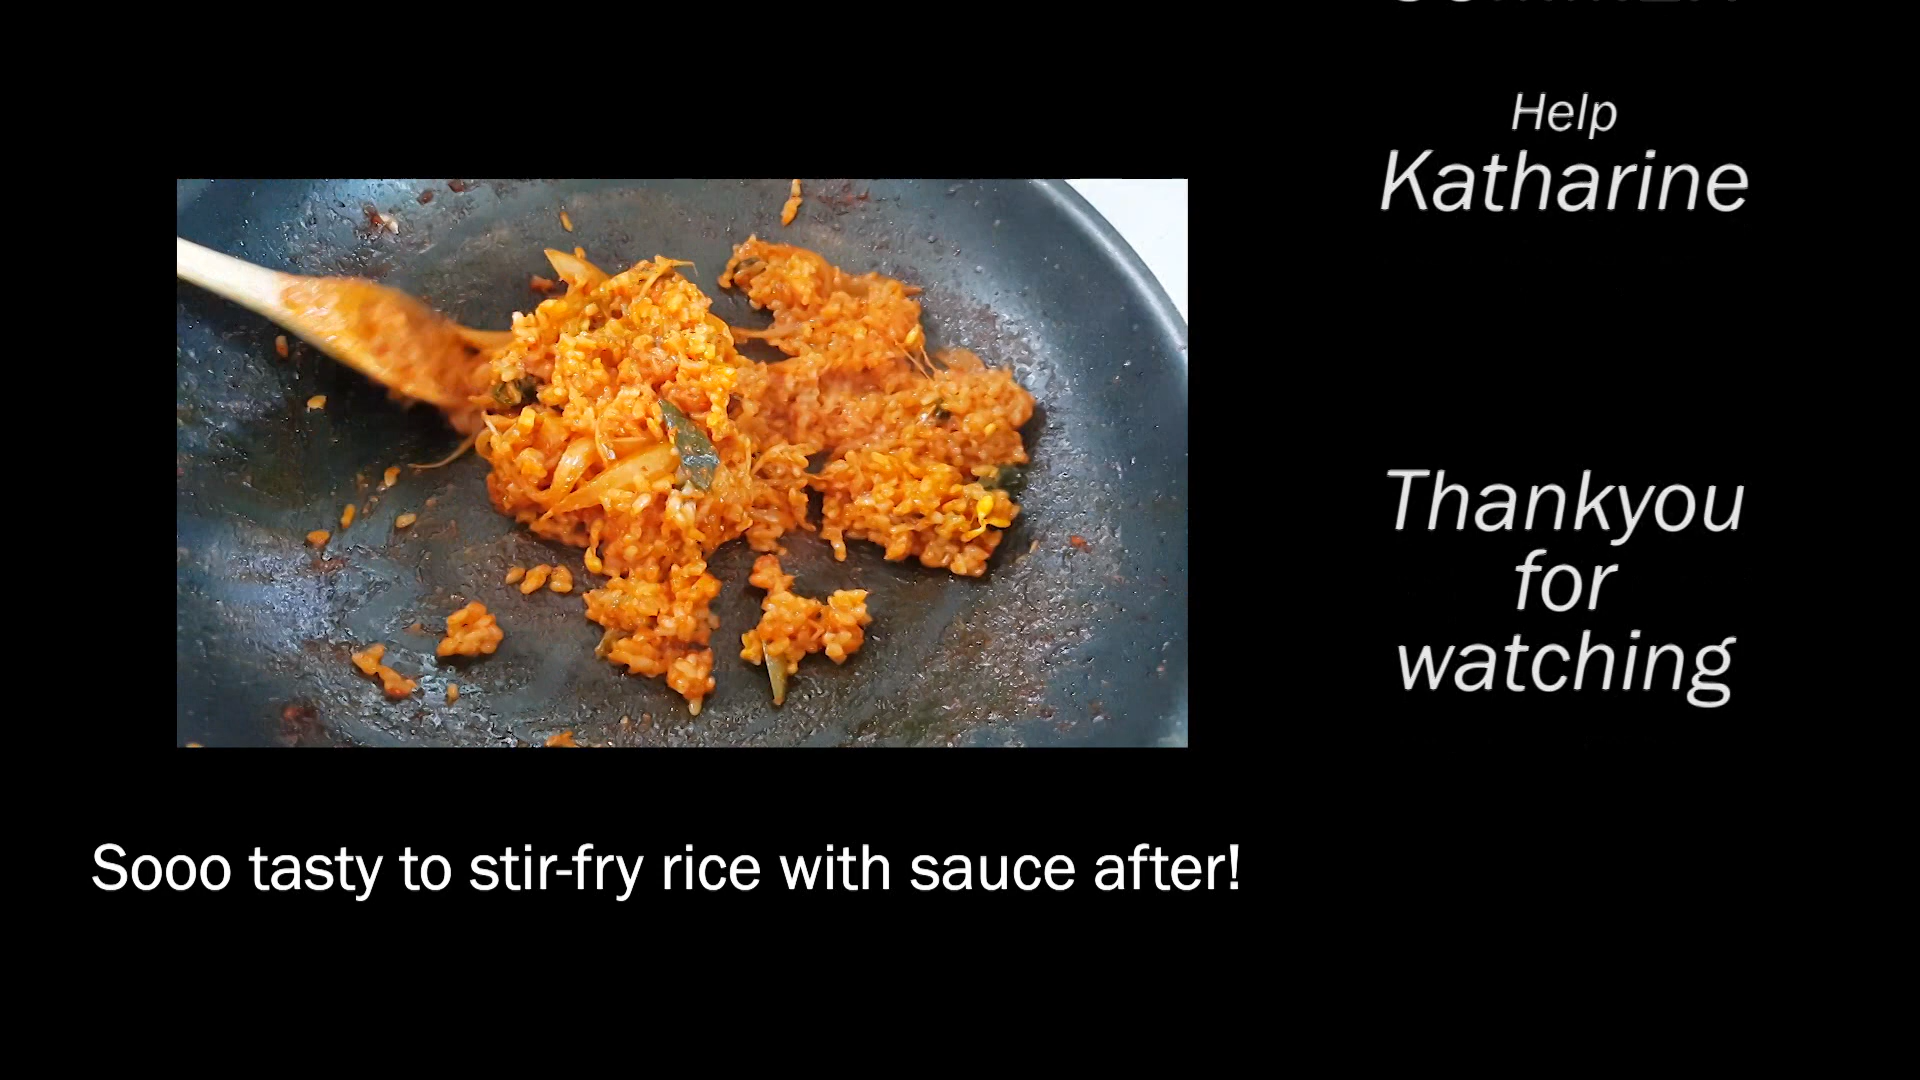 Help
Katharine
Thankyou
for
watching
Sooo tasty to stir-fry rice with sauce after!